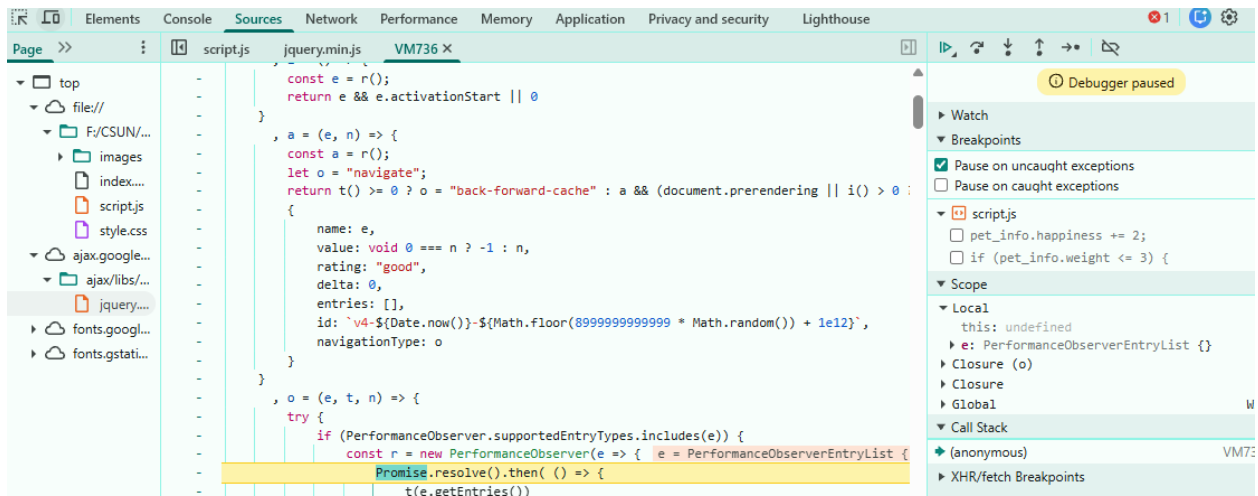 Elements Console Sources Network Performance Memory Application Privacy and security Lighthouse 1
Page script.js jquery.min.js VM736
top
file://
F:/CSUN/...
images
index....
script.js
style.css
ajax.google...
ajax/libs/...
jquery....
fonts.googl...
fonts.gstati...
const e = r();
return e && e.activationStart || 0
}
, a = (e, n) => {
const a = r();
let o = "navigate";
return t() >= 0 ? o = "back-forward-cache" : a && (document.prerendering || i() > 0
{
name: e,
value: void 0 === n ? -1 : n,
rating: "good",
delta: 0,
entries: [],
id: `v4-${Date.now()}-${Math.floor(8999999999999 * Math.random()) + 1e12}`,
navigationType: o
}
}
, o = (e, t, n) => {
try {
if (PerformanceObserver.supportedEntryTypes.includes(e)) {
const r = new PerformanceObserver(e => { e = PerformanceObserverEntryList {
Promise.resolve().then( () => {
t(e.getEntries())
Debugger paused
Watch
Breakpoints
Pause on uncaught exceptions
Pause on caught exceptions
script.js
pet_info.happiness += 2;
if (pet_info.weight <= 3) {
Scope
Local
this: undefined
e: PerformanceObserverEntryList {}
Closure (o)
Closure
Global W
Call Stack
(anonymous) VM73
XHR/fetch Breakpoints